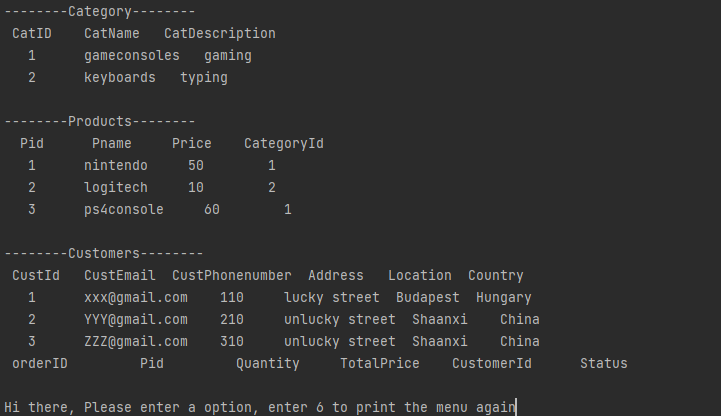 --------Category--------
CatID CatName CatDescription
1 gameconsoles gaming
2 keyboards typing
--------Products--------
Pid Pname Price CategoryId
1 nintendo 50 1
2 logitech 10 2
3 ps4console 60 1
--------Customers--------
CustId CustEmail CustPhonenumber Address Location Country
1 xxx@gmail.com 110 lucky street Budapest Hungary
2 YYY@gmail.com 210 unlucky street Shaanxi China
3 ZZZ@gmail.com 310 unlucky street Shaanxi China
orderID Pid Quantity TotalPrice CustomerId Status
Hi there, Please enter a option, enter 6 to print the menu again